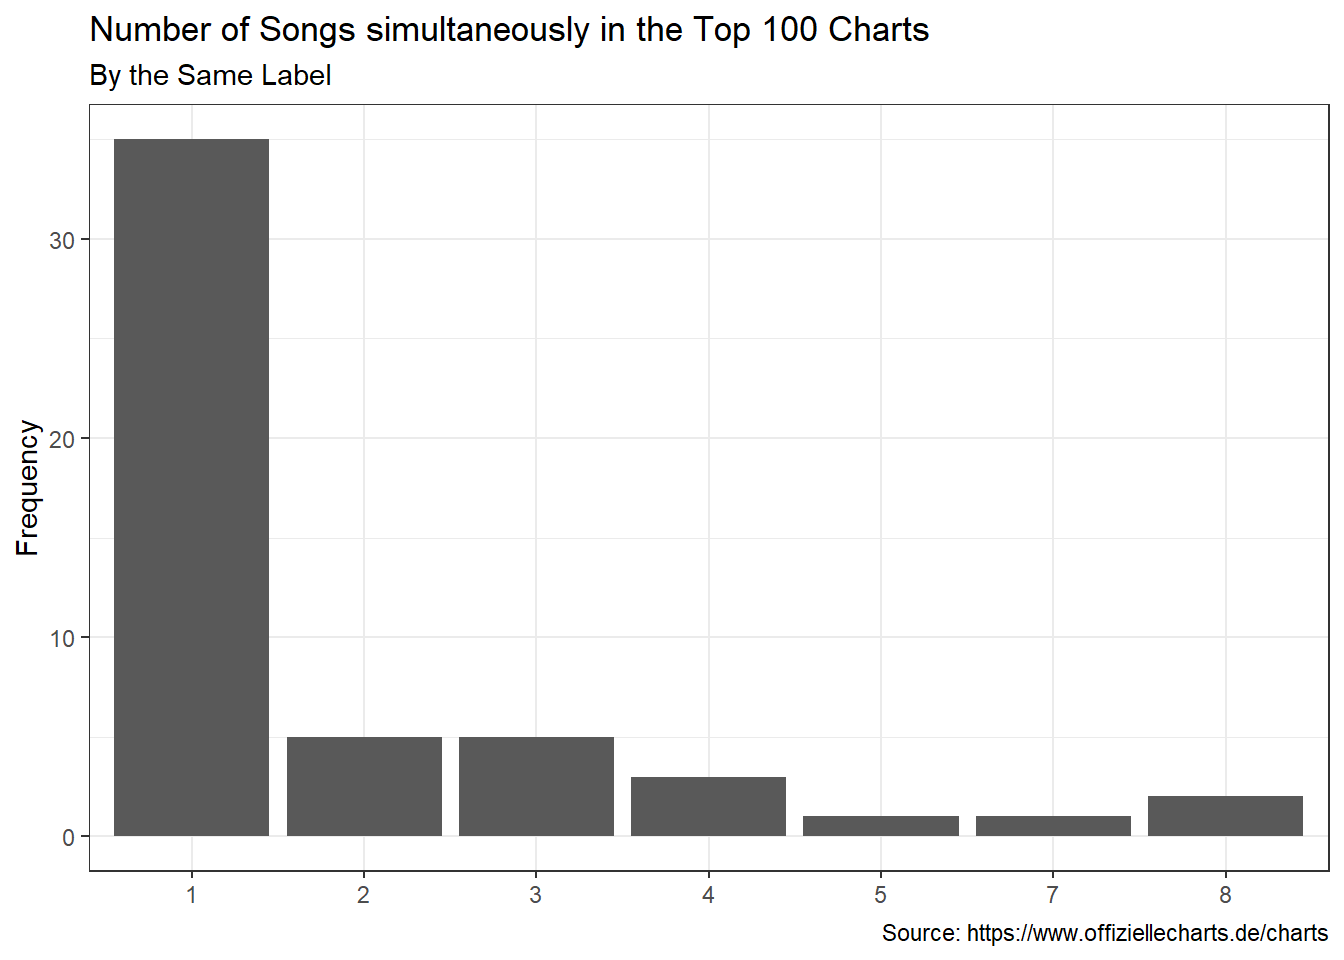 Number of Songs simultaneously in the Top 100 Charts
By the Same Label
Frequency
30
20
10
0
1 2 3 4 5 7 8
Source: https://www.offiziellecharts.de/charts